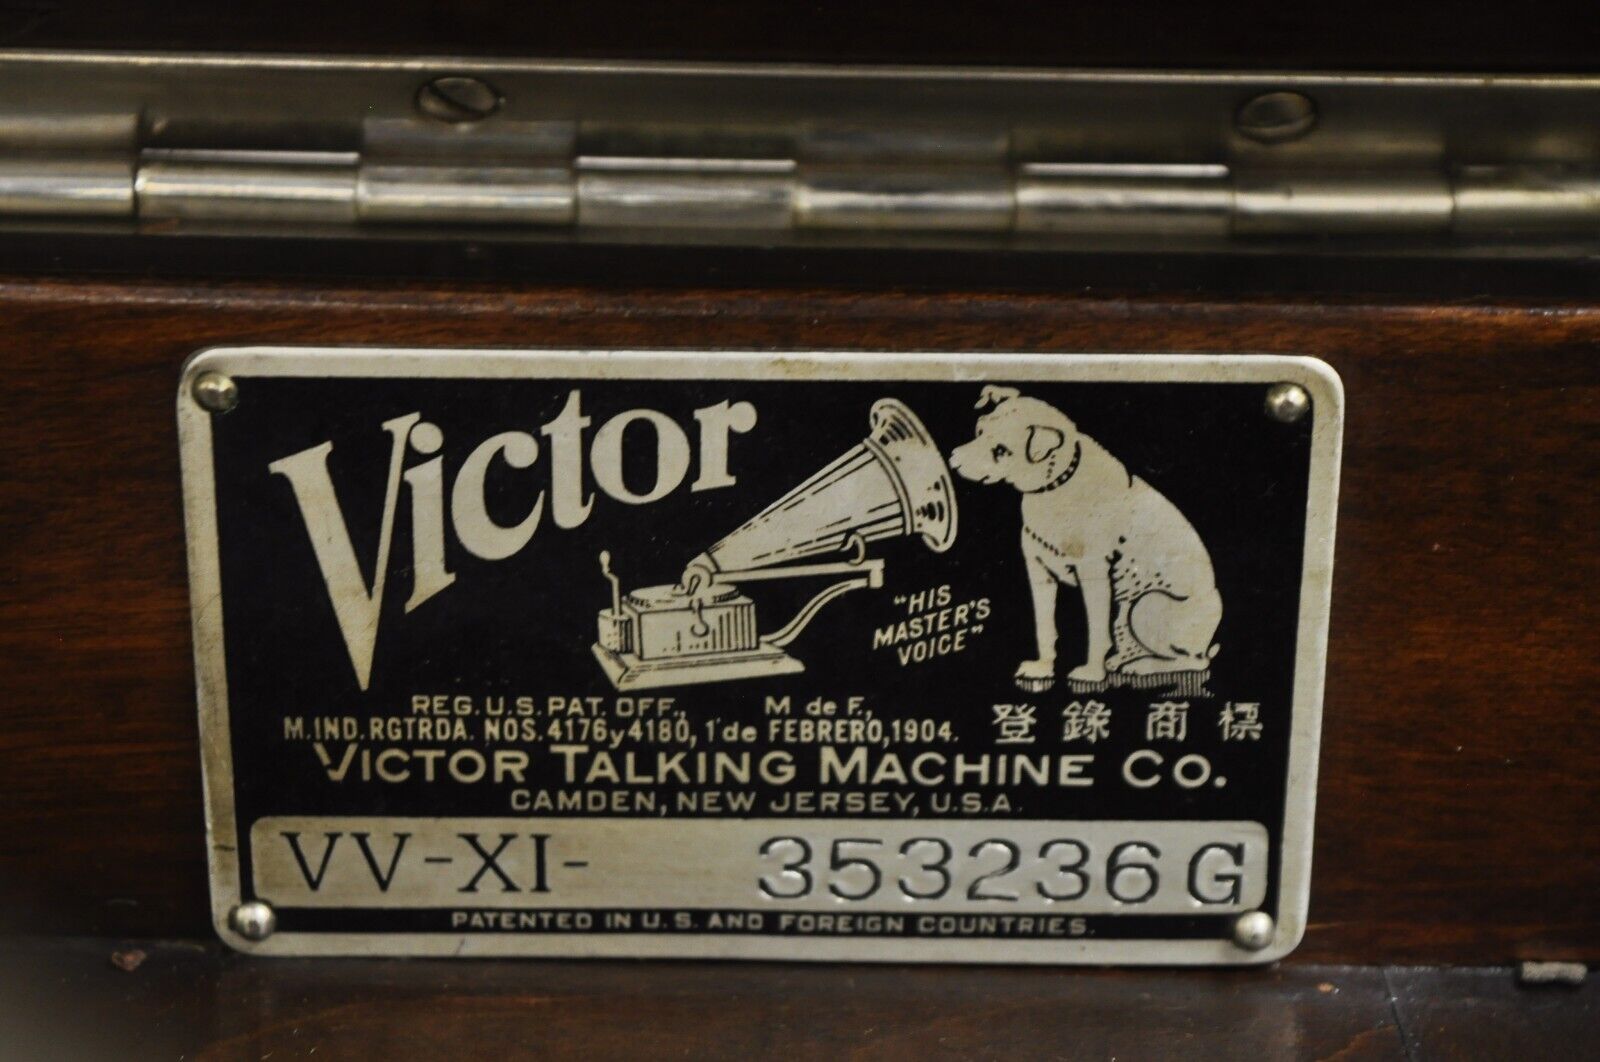 Victor
"HIS
MASTER'S
VOICE"
REG. U.S. PAT. OFF., M de F.,
M. IND. RGTRDA. NOS. 4176 y 4180, 1° de FEBRERO, 1904. 登錄商標
VICTOR TALKING MACHINE CO.
CAMDEN, NEW JERSEY, U.S.A.
VV-XI- 353236 G
PATENTED IN U.S. AND FOREIGN COUNTRIES.